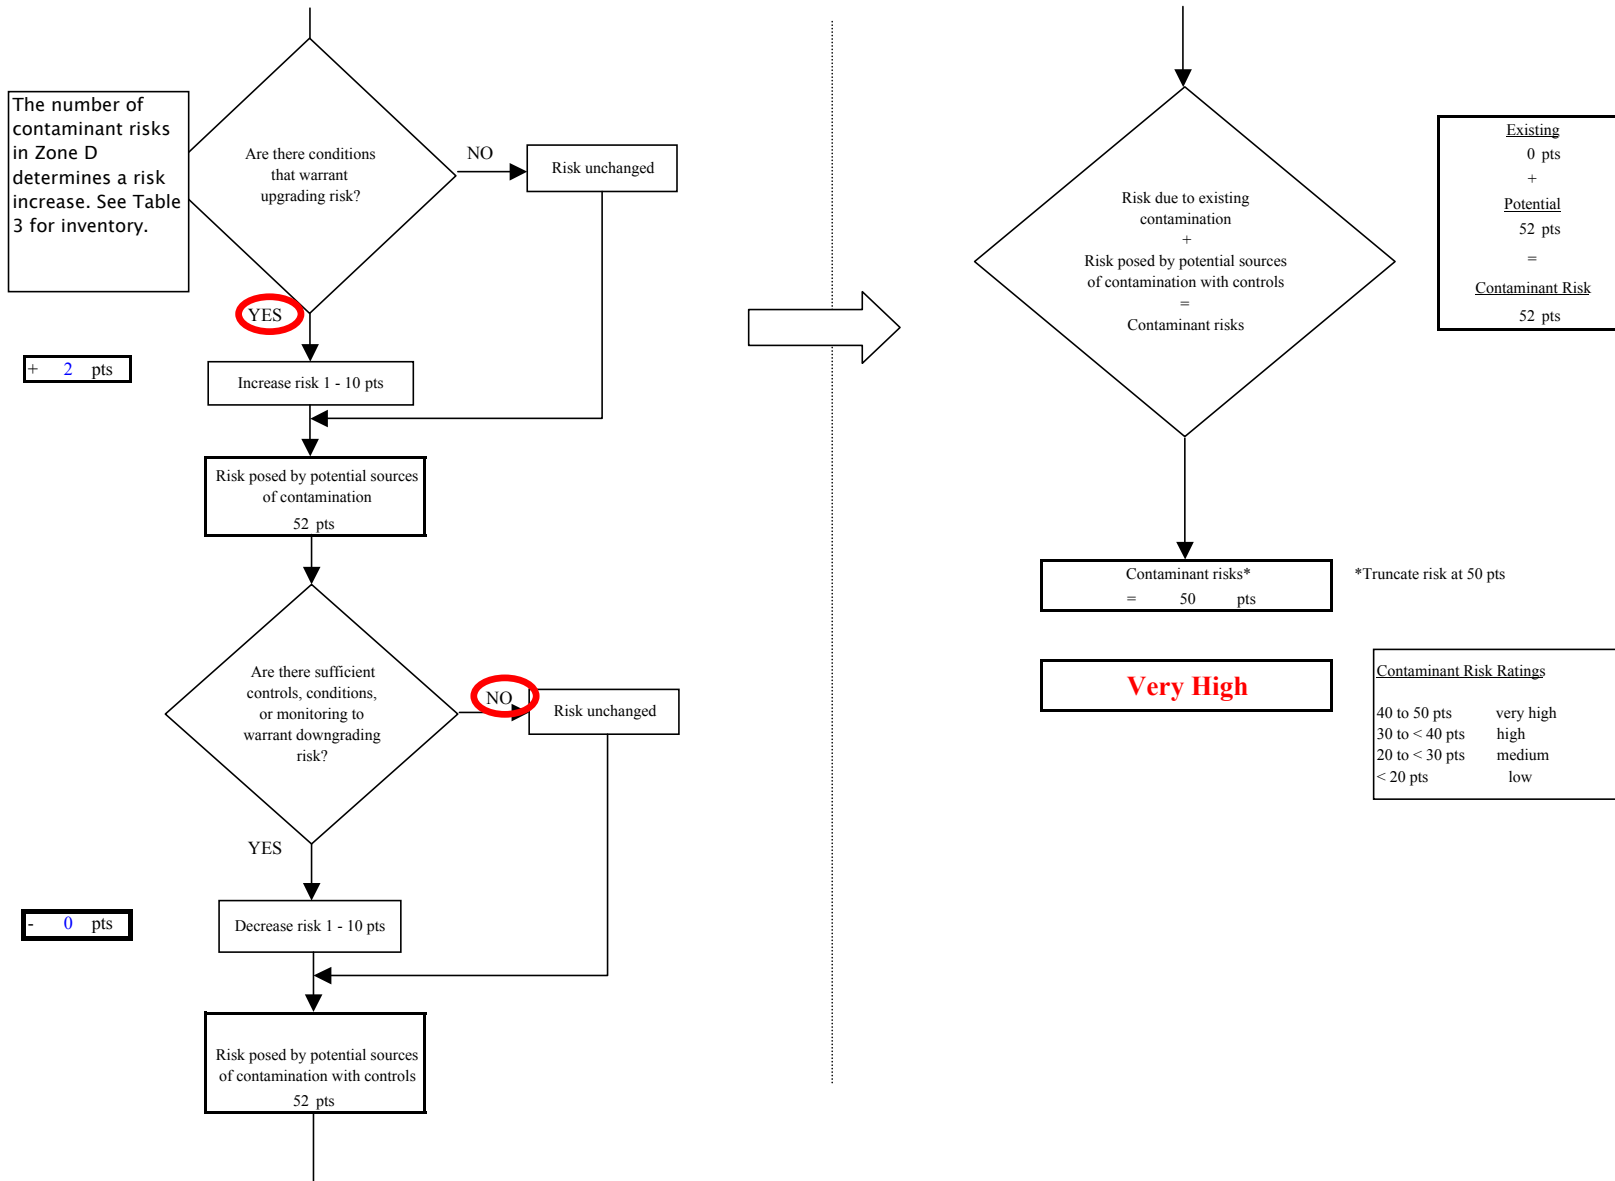 The number of
contaminant risks
in Zone D
determines a risk
increase. See Table
3 for inventory.
Are there conditions
that warrant
upgrading risk?
NO
Risk unchanged
YES
+ 2 pts
Increase risk 1 - 10 pts
Risk posed by potential sources
of contamination
52 pts
Are there sufficient
controls, conditions,
or monitoring to
warrant downgrading
risk?
NO
Risk unchanged
YES
- 0 pts
Decrease risk 1 - 10 pts
Risk posed by potential sources
of contamination with controls
52 pts
Risk due to existing
contamination
+
Risk posed by potential sources
of contamination with controls
=
Contaminant risks
Existing
0 pts
+
Potential
52 pts
=
Contaminant Risk
52 pts
Contaminant risks*
= 50 pts
*Truncate risk at 50 pts
Very High
Contaminant Risk Ratings
40 to 50 pts very high
30 to < 40 pts high
20 to < 30 pts medium
< 20 pts low